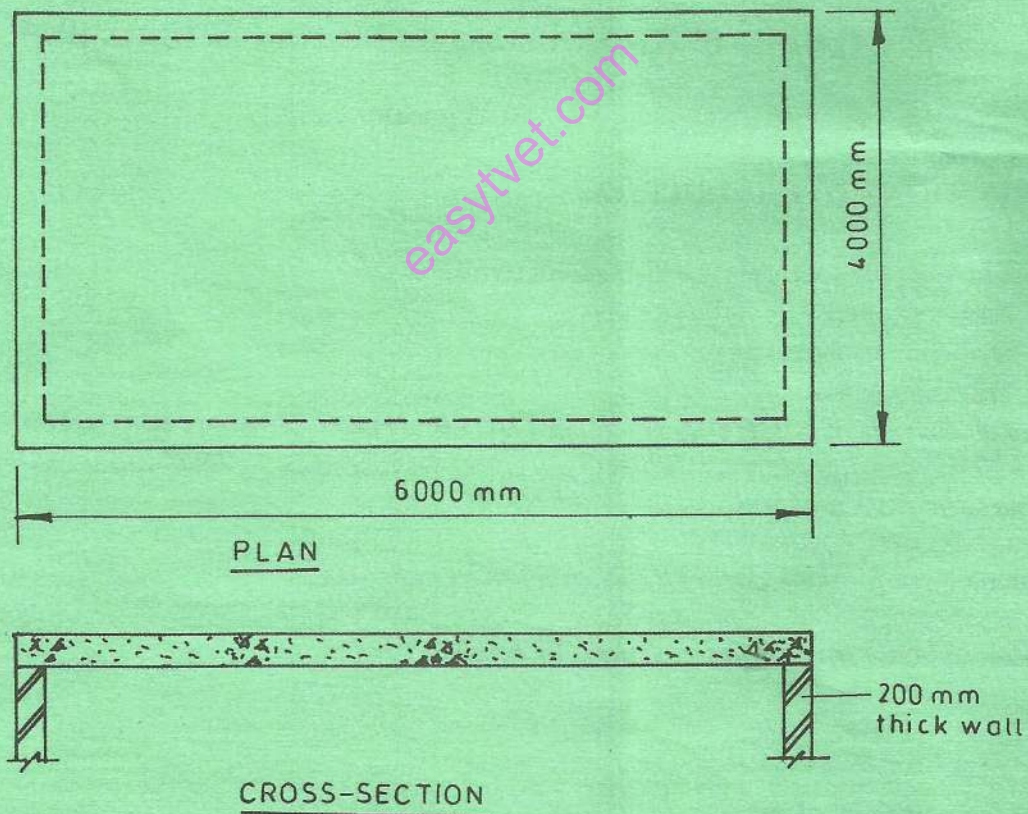 easytvet.com
4000 mm
6000 mm
PLAN
200 mm
thick wall
CROSS-SECTION